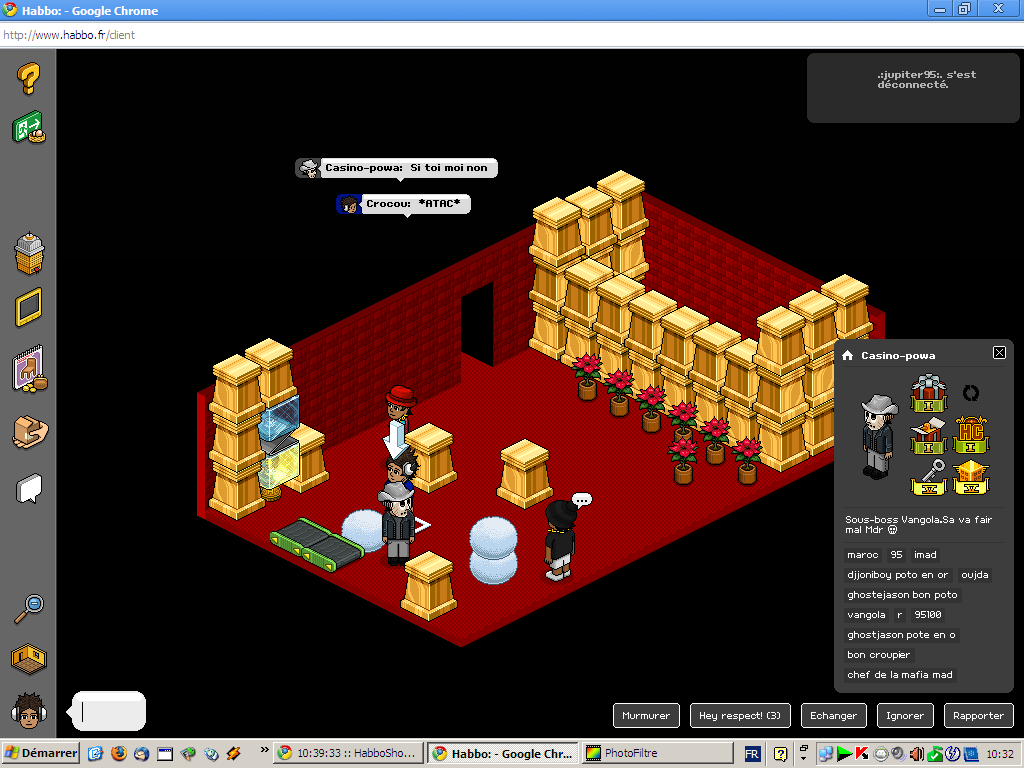 Habbo: - Google Chrome
http://www.habbo.fr/client
.:jupiter95:. s'est
déconnecté.
Casino-powa: Si toi moi non
Crocou: *ATAC*
...
Casino-powa
I
I
HC
I
IV
IV
Sous-boss Vangola.Sa va fair
mal Mdr
maroc 95 imad
djjoniboy poto en or oujda
ghostejason bon poto
vangola r 95100
ghostjason pote en o
bon croupier
chef de la mafia mad
Murmurer Hey respect! (3) Echanger Ignorer Rapporter
Démarrer
»
10:39:33 :: HabboSho...
Habbo: - Google Chr...
PhotoFiltre
FR
10:32